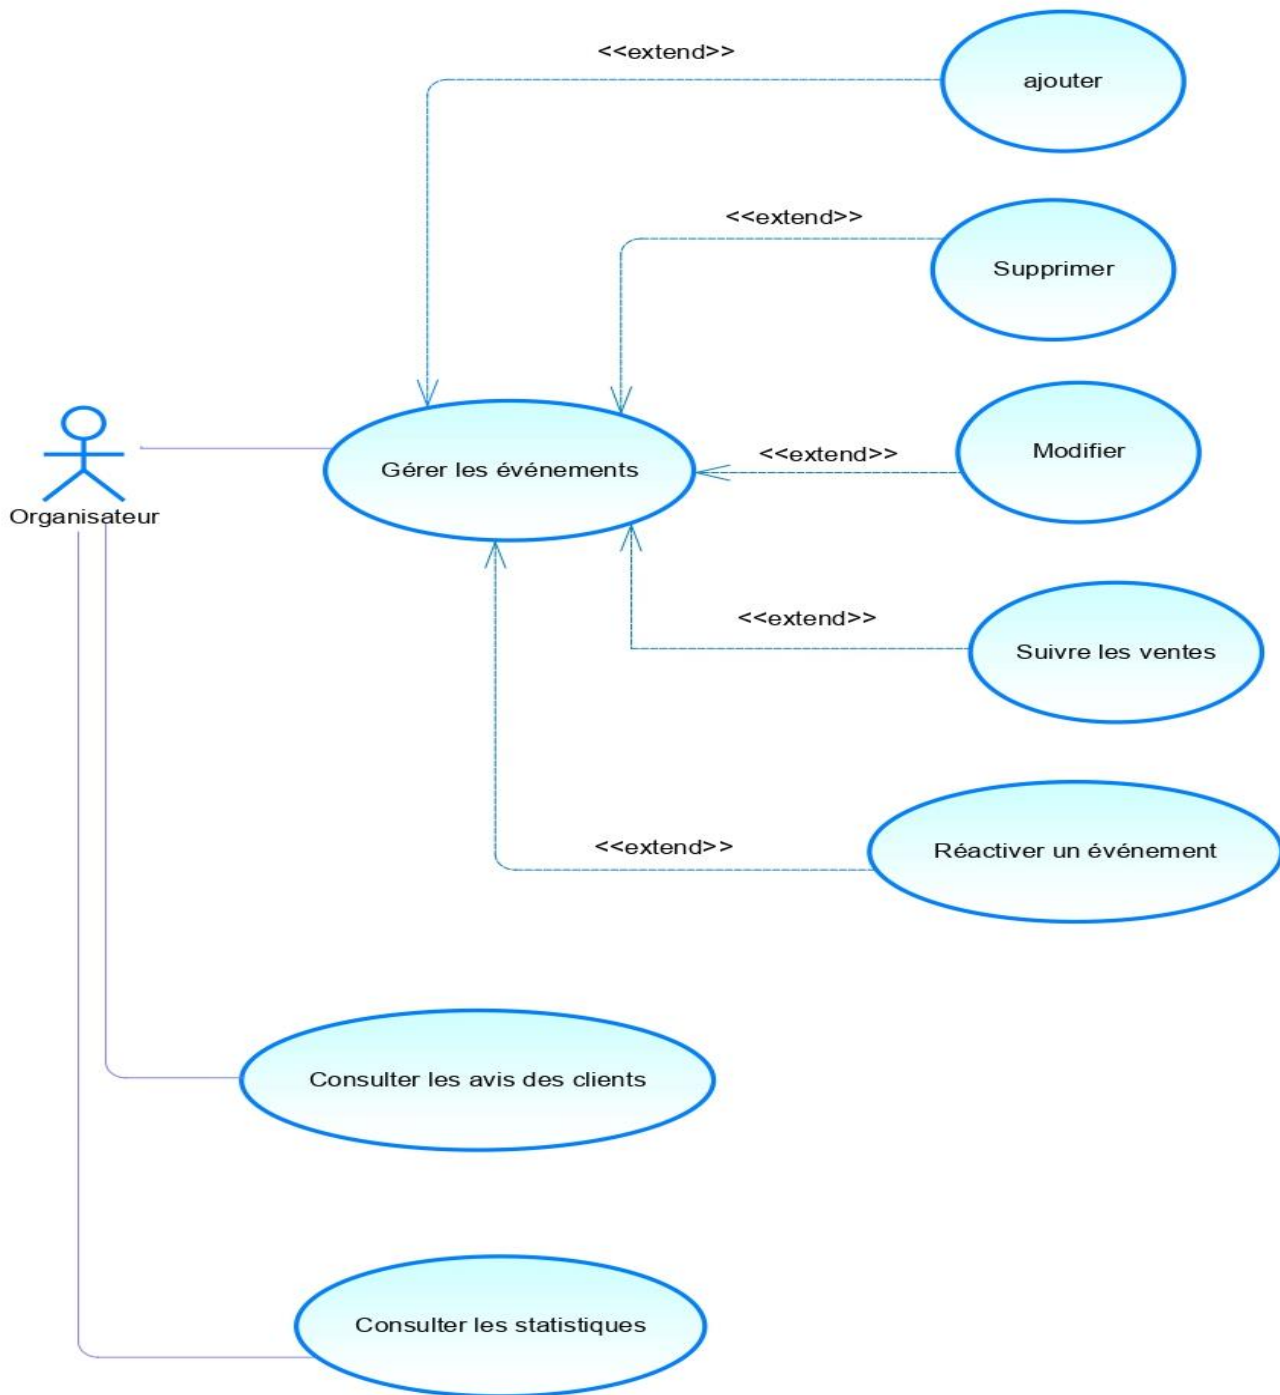 <<extend>>
ajouter
<<extend>>
Supprimer
<<extend>>
Modifier
Gérer les événements
Organisateur
<<extend>>
Suivre les ventes
<<extend>>
Réactiver un événement
Consulter les avis des clients
Consulter les statistiques